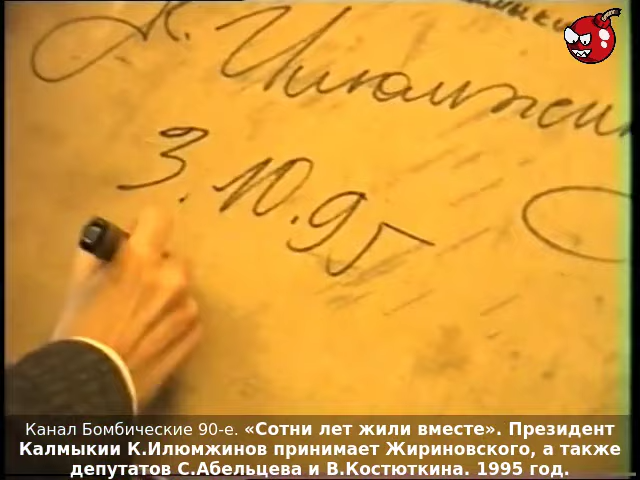 К. Илюмжин
3.10.95
Канал Бомбические 90-е. «Сотни лет жили вместе». Президент
Калмыкии К.Илюмжинов принимает Жириновского, а также
депутатов С.Абельцева и В.Костюткина. 1995 год.